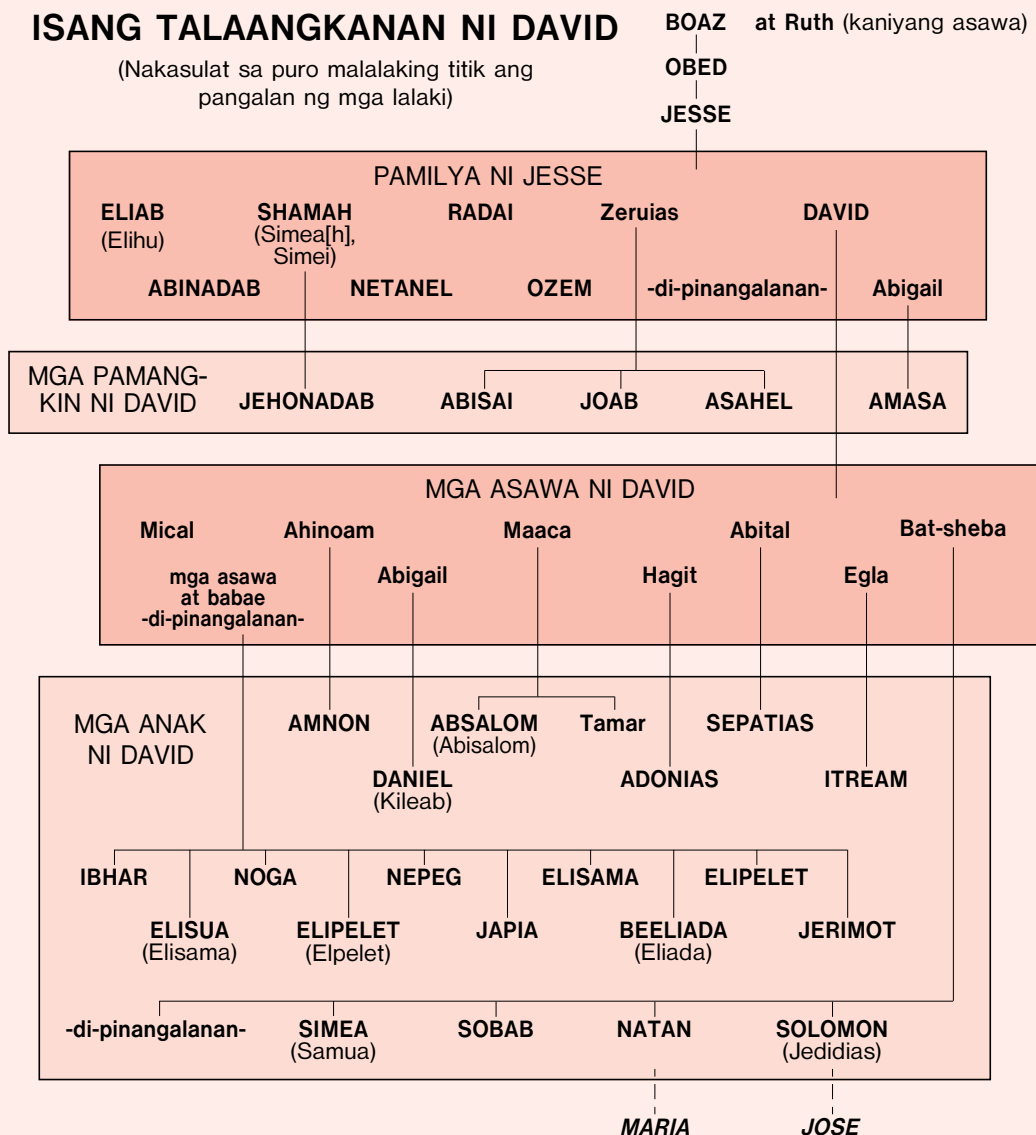 ISANG TALAANGKANAN NI DAVID
(Nakasulat sa puro malalaking titik ang
pangalan ng mga lalaki)
BOAZ at Ruth (kaniyang asawa)
OBED
JESSE
PAMILYA NI JESSE
ELIAB SHAMAH RADAI Zeruias DAVID
(Elihu) (Simea[h],
Simei)
ABINADAB NETANEL OZEM -di-pinangalanan- Abigail
MGA PAMANG-
KIN NI DAVID JEHONADAB ABISAI JOAB ASAHEL AMASA
MGA ASAWA NI DAVID
Mical Ahinoam Maaca Abital Bat-sheba
mga asawa
at babae
-di-pinangalanan-
Abigail Hagit Egla
MGA ANAK
NI DAVID
AMNON ABSALOM Tamar SEPATIAS
(Abisalom)
DANIEL ADONIAS ITREAM
(Kileab)
IBHAR NOGA NEPEG ELISAMA ELIPELET
ELISUA ELIPELET JAPIA BEELIADA JERIMOT
(Elisama) (Elpelet) (Eliada)
-di-pinangalanan- SIMEA SOBAB NATAN SOLOMON
(Samua) (Jedidias)
MARIA JOSE